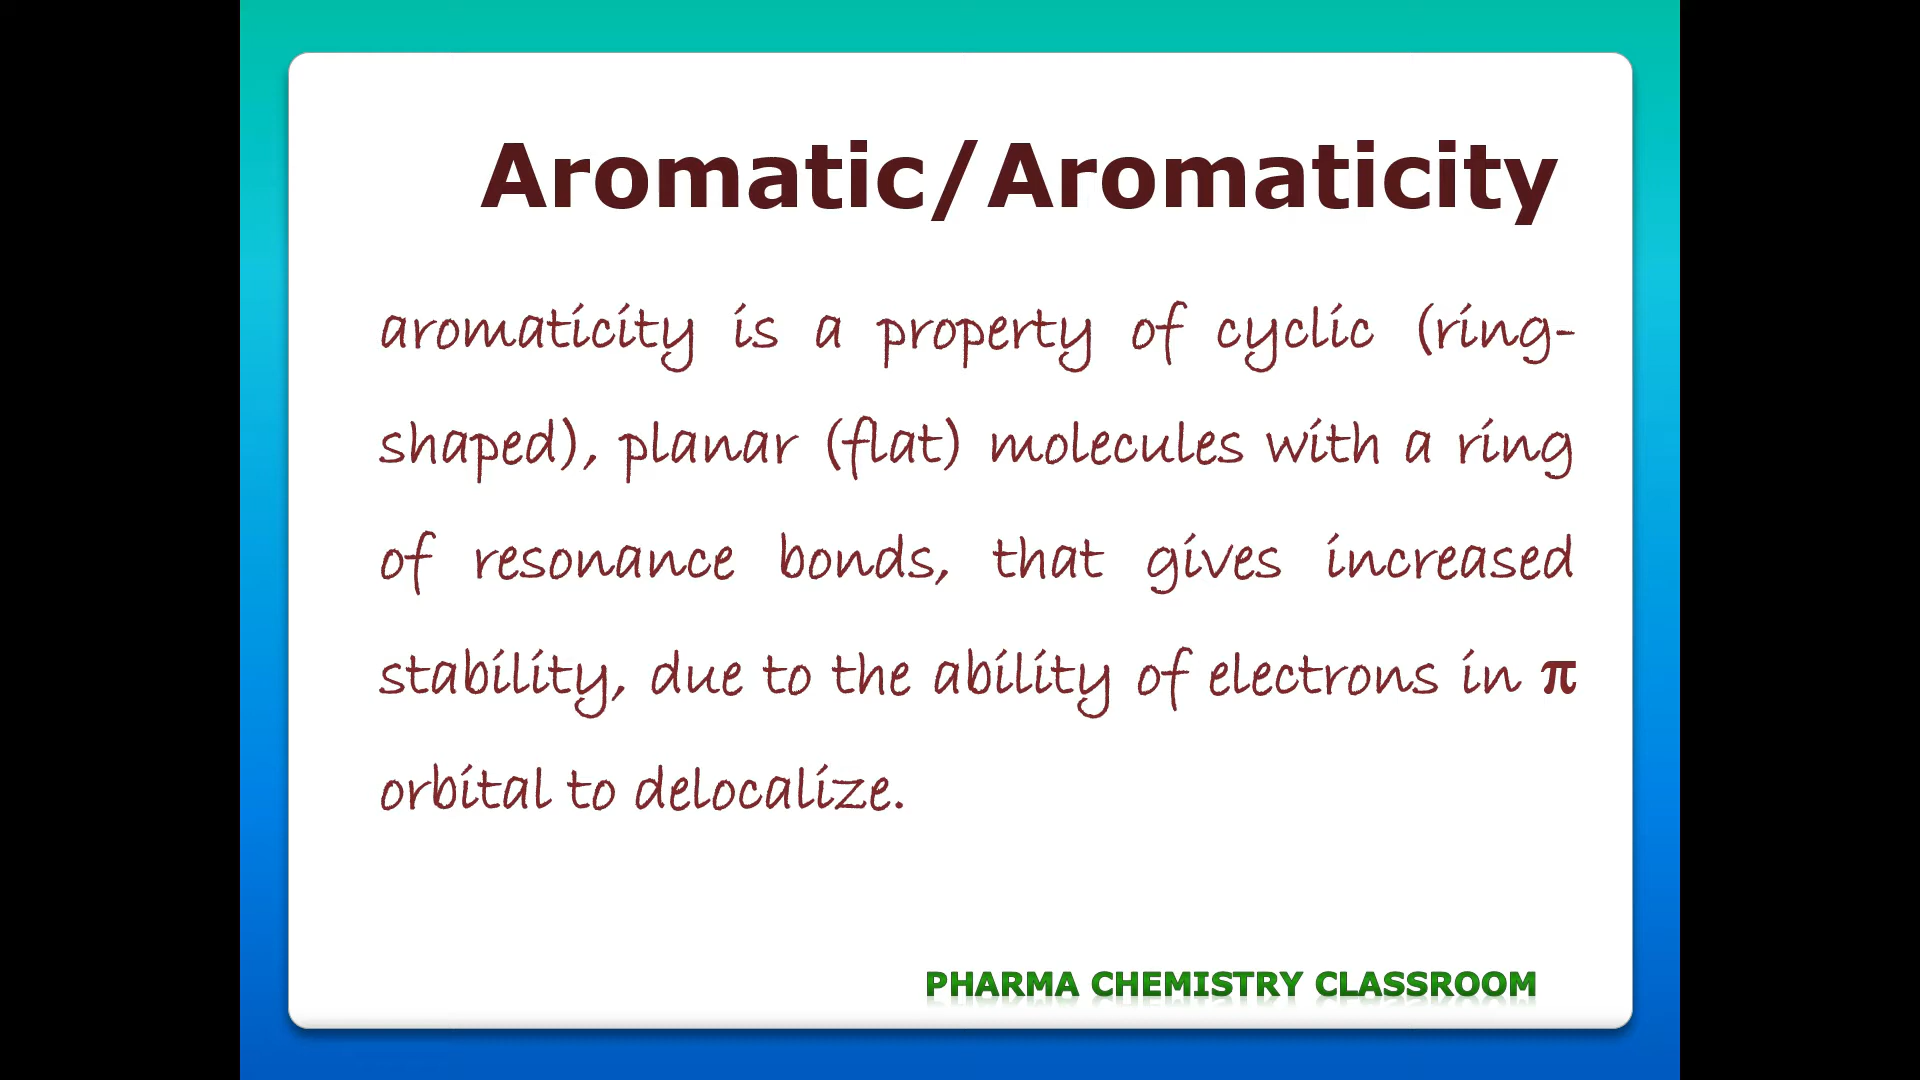 Aromatic/Aromaticity
aromaticity is a property of cyclic (ring-
shaped), planar (flat) molecules with a ring
of resonance bonds, that gives increased
stability, due to the ability of electrons in π
orbital to delocalize.
PHARMA CHEMISTRY CLASSROOM